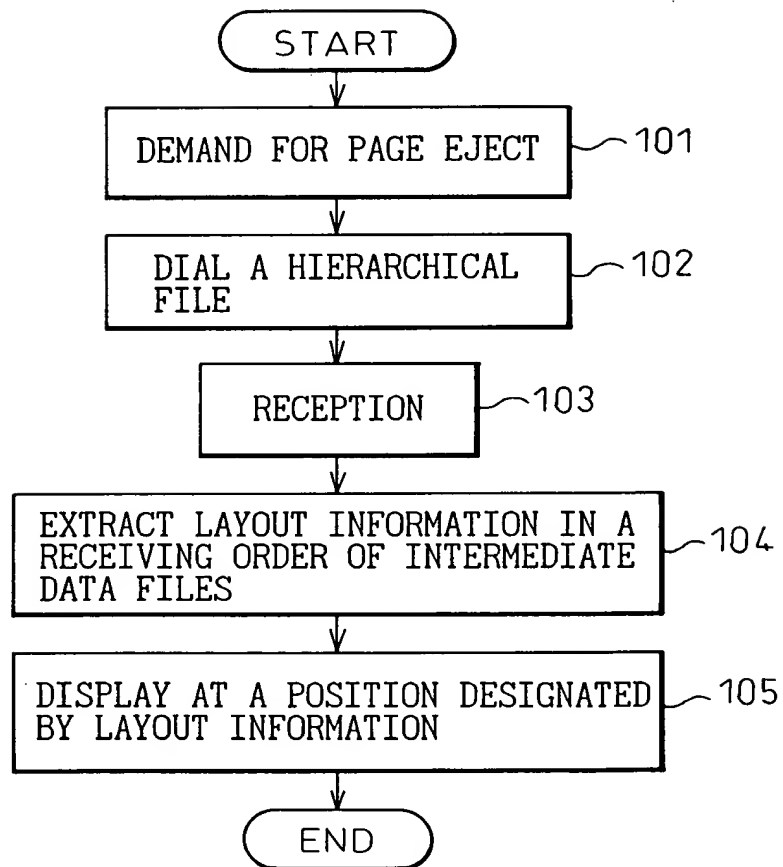 START
DEMAND FOR PAGE EJECT
101
DIAL A HIERARCHICAL
FILE
102
RECEPTION
103
EXTRACT LAYOUT INFORMATION IN A
RECEIVING ORDER OF INTERMEDIATE
DATA FILES
104
DISPLAY AT A POSITION DESIGNATED
BY LAYOUT INFORMATION
105
END